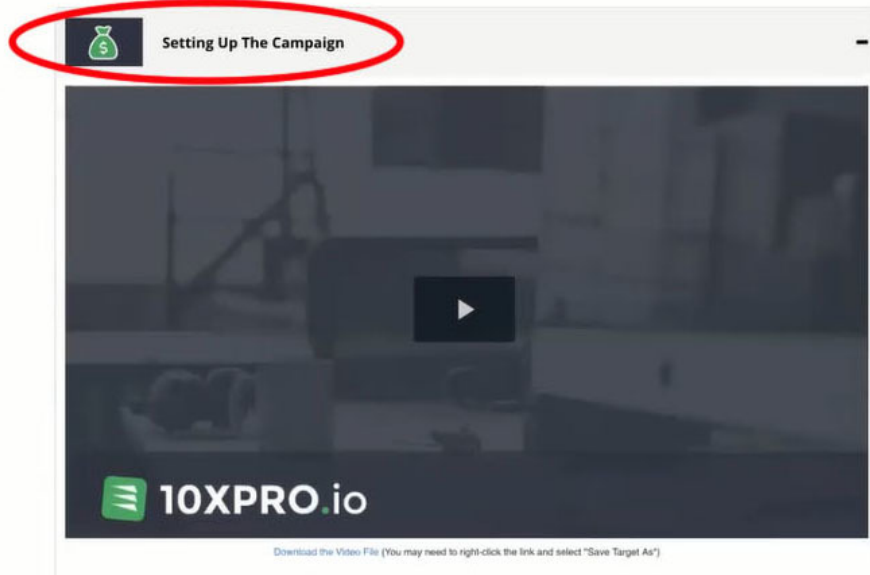 Setting Up The Campaign
10XPRO.io
Download the Video File (You may need to right-click the link and select "Save Target As")